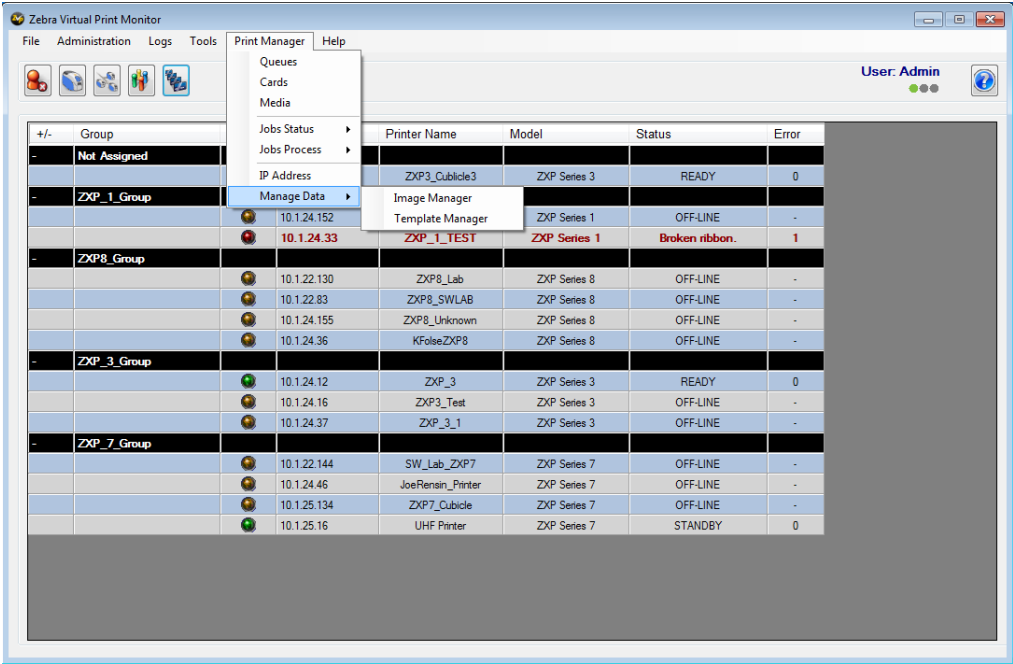 Zebra Virtual Print Monitor
File Administration Logs Tools Print Manager Help
User: Admin
Queues
Cards
Media
Jobs Status
Jobs Process
IP Address
Manage Data
Image Manager
Template Manager
+/- Group Printer Name Model Status Error
- Not Assigned
ZXP3_Cublicle3 ZXP Series 3 READY 0
- ZXP_1_Group
10.1.24.152 ZXP Series 1 OFF-LINE -
10.1.24.33 ZXP_1_TEST ZXP Series 1 Broken ribbon. 1
- ZXP8_Group
10.1.22.130 ZXP8_Lab ZXP Series 8 OFF-LINE -
10.1.22.83 ZXP8_SWLAB ZXP Series 8 OFF-LINE -
10.1.24.155 ZXP8_Unknown ZXP Series 8 OFF-LINE -
10.1.24.36 KFolseZXP8 ZXP Series 8 OFF-LINE -
- ZXP_3_Group
10.1.24.12 ZXP_3 ZXP Series 3 READY 0
10.1.24.16 ZXP3_Test ZXP Series 3 OFF-LINE -
10.1.24.37 ZXP_3_1 ZXP Series 3 OFF-LINE -
- ZXP_7_Group
10.1.22.144 SW_Lab_ZXP7 ZXP Series 7 OFF-LINE -
10.1.24.46 JoeRensin_Printer ZXP Series 7 OFF-LINE -
10.1.25.134 ZXP7_Cubicle ZXP Series 7 OFF-LINE -
10.1.25.16 UHF Printer ZXP Series 7 STANDBY 0